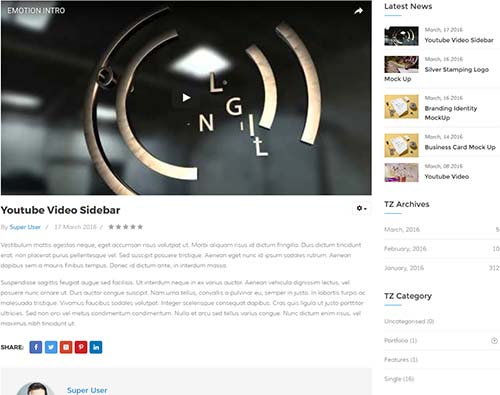 EMOTION INTRO
L
N G I L
Youtube Video Sidebar
By Super User / 17 March 2016 /
Vestibulum mattis egestas neque, eget accumsan risus volutpat ut. Morbi aliquam risus id dictum fringilla. Duis dictum tincidunt
erat, non placerat purus pellentesque vel. Sed suscipit posuere tristique. Aenean eget nunc id ipsum sodales rutrum. Aenean
dapibus sem a mauris finibus tempus. Donec id dictum ante, in interdum massa.
Suspendisse sagittis feugiat augue sed facilisis. Ut interdum neque in ex varius auctor. Aenean vehicula dignissim lectus, vel
posuere nunc ornare ut. Duis auctor congue suscipit. Nam urna tellus, convallis a pulvinar eu, semper in justo. In lobortis turpis ac
malesuada tristique. Vivamus faucibus sodales volutpat. Integer scelerisque consequat dapibus. Cras quis ligula ut justo porttitor
ultricies. Sed non orci vel metus condimentum condimentum. Nulla et arcu sed tellus varius congue. Nunc dictum enim risus, vel
maximus nibh tincidunt ut.
SHARE:
Super User
Latest News
March, 17 2016
Youtube Video Sidebar
March, 16 2016
Silver Stamping Logo
Mock Up
March, 16 2016
Branding Identity
MockUp
March, 14 2016
Business Card Mock Up
March, 08 2016
Youtube Video
TZ Archives
March, 2016 5
February, 2016 10
January, 2016 312
TZ Category
Uncategorised (0)
Portfolio (1)
Features (1)
Single (16)